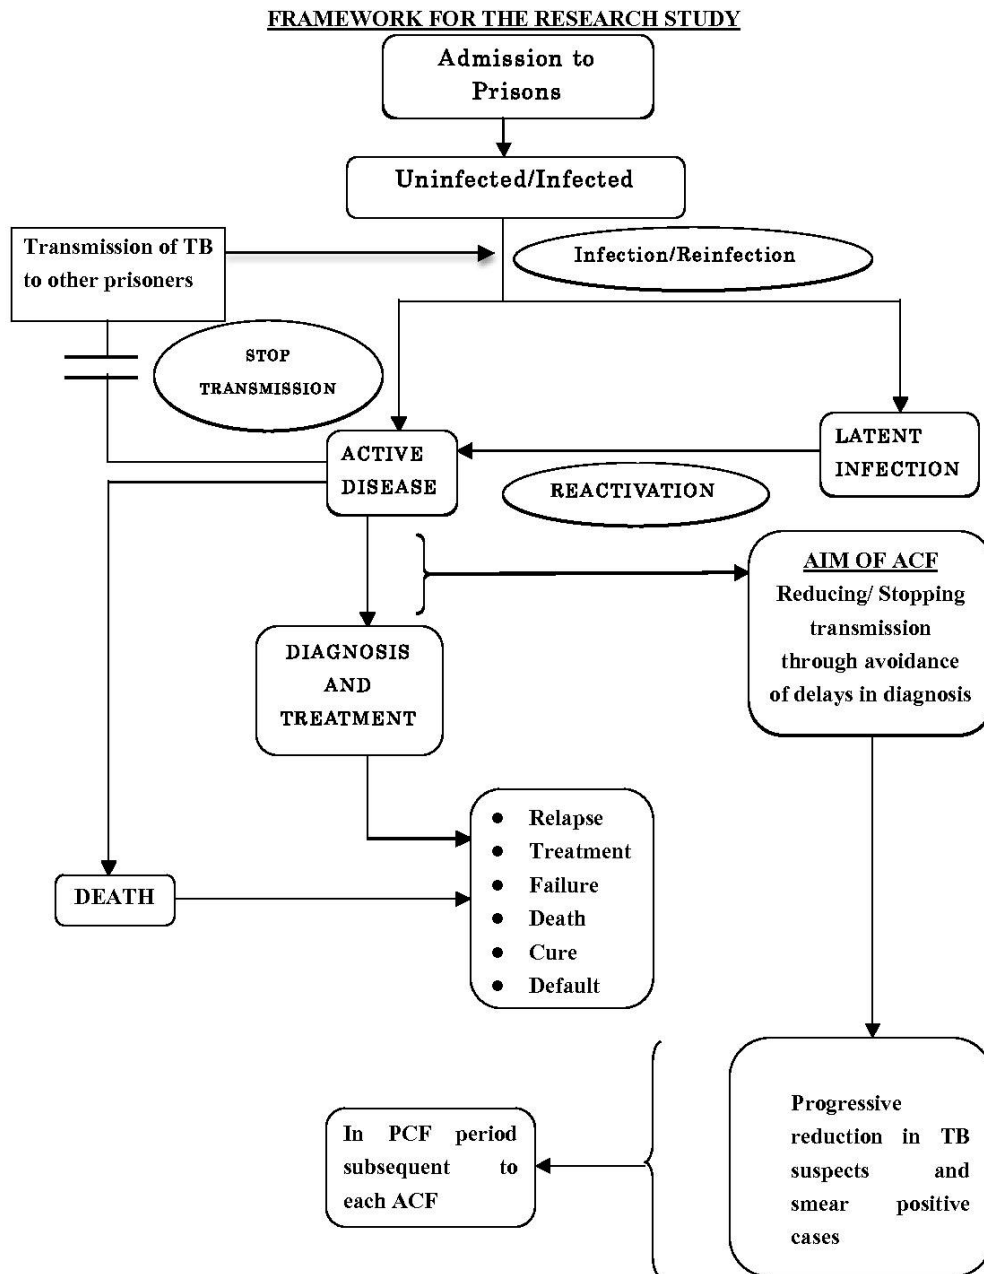 FRAMEWORK FOR THE RESEARCH STUDY
Admission to
Prisons
Uninfected/Infected
Transmission of TB
to other prisoners
Infection/Reinfection
STOP
TRANSMISSION
ACTIVE
DISEASE
LATENT
INFECTION
REACTIVATION
AIM OF ACF
Reducing/ Stopping
transmission
through avoidance
of delays in diagnosis
DIAGNOSIS
AND
TREATMENT
● Relapse
● Treatment
● Failure
● Death
● Cure
● Default
DEATH
In PCF period
subsequent to
each ACF
Progressive
reduction in TB
suspects and
smear positive
cases